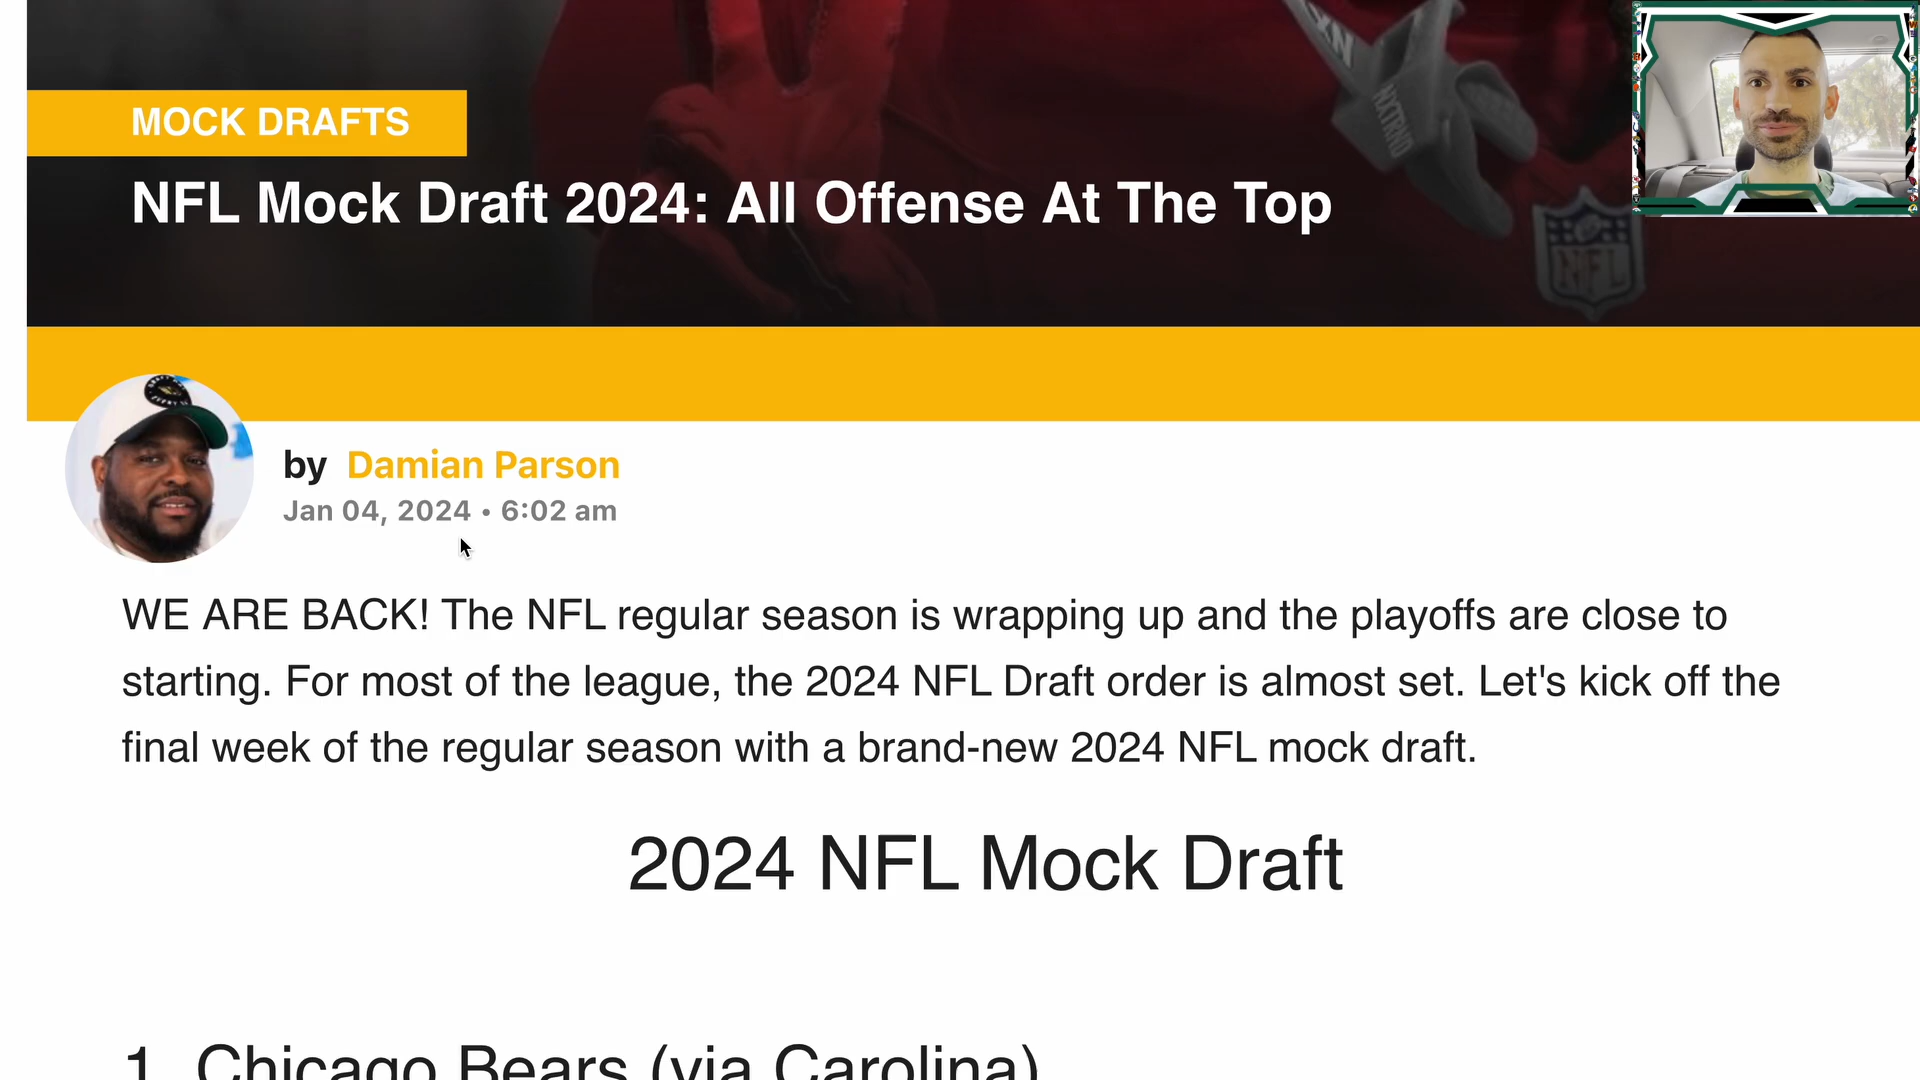 MOCK DRAFTS
NFL Mock Draft 2024: All Offense At The Top
NXTRND
NFL
by Damian Parson
Jan 04, 2024 • 6:02 am
WE ARE BACK! The NFL regular season is wrapping up and the playoffs are close to
starting. For most of the league, the 2024 NFL Draft order is almost set. Let's kick off the
final week of the regular season with a brand-new 2024 NFL mock draft.
2024 NFL Mock Draft
1. Chicago Bears (via Carolina)